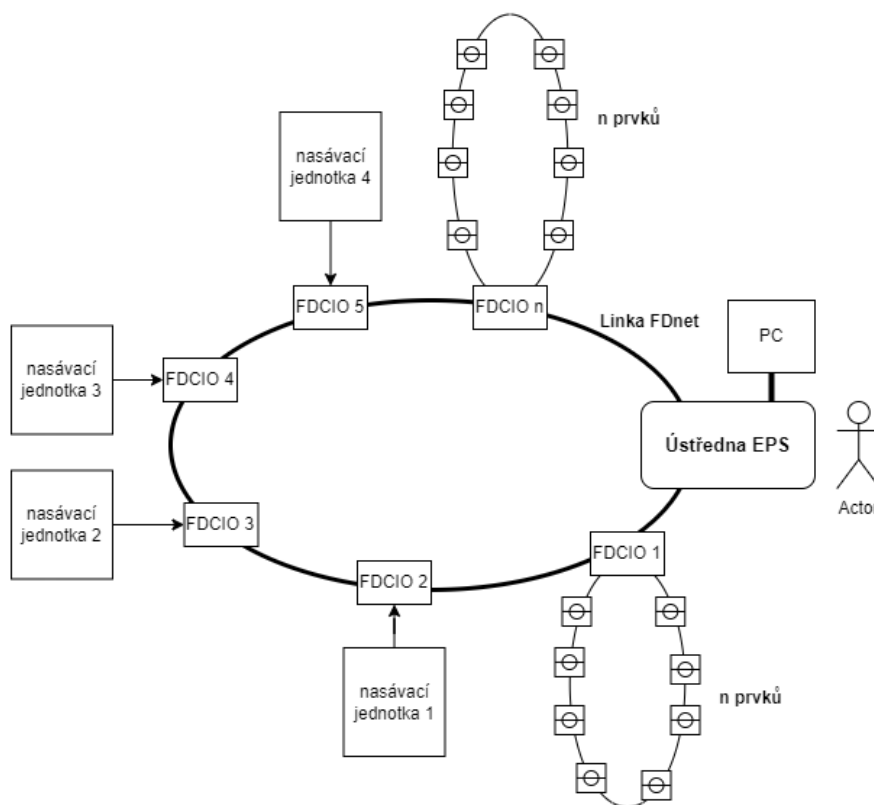 n prvků
nasávací
jednotka 4
FDCIO 5
FDCIO n
Linka FDnet
PC
nasávací
jednotka 3
FDCIO 4
Ústředna EPS
Actor
nasávací
jednotka 2
FDCIO 3
FDCIO 1
FDCIO 2
nasávací
jednotka 1
n prvků